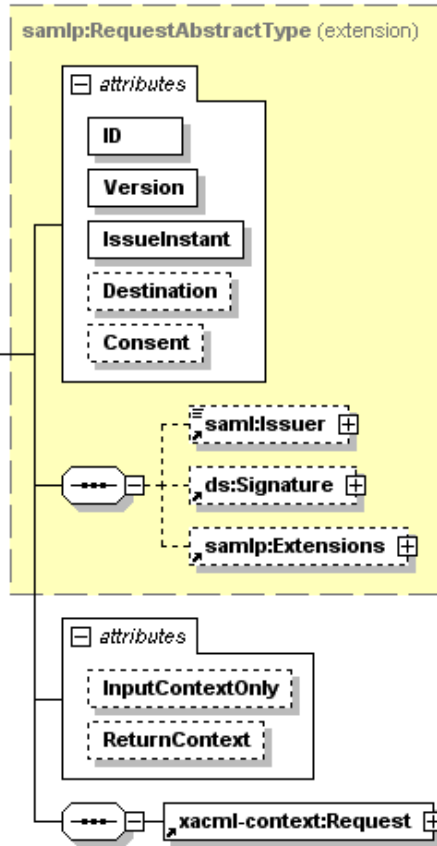 samlp:RequestAbstractType (extension)
attributes
ID
Version
IssueInstant
Destination
Consent
saml:Issuer
ds:Signature
samlp:Extensions
attributes
InputContextOnly
ReturnContext
xacml-context:Request